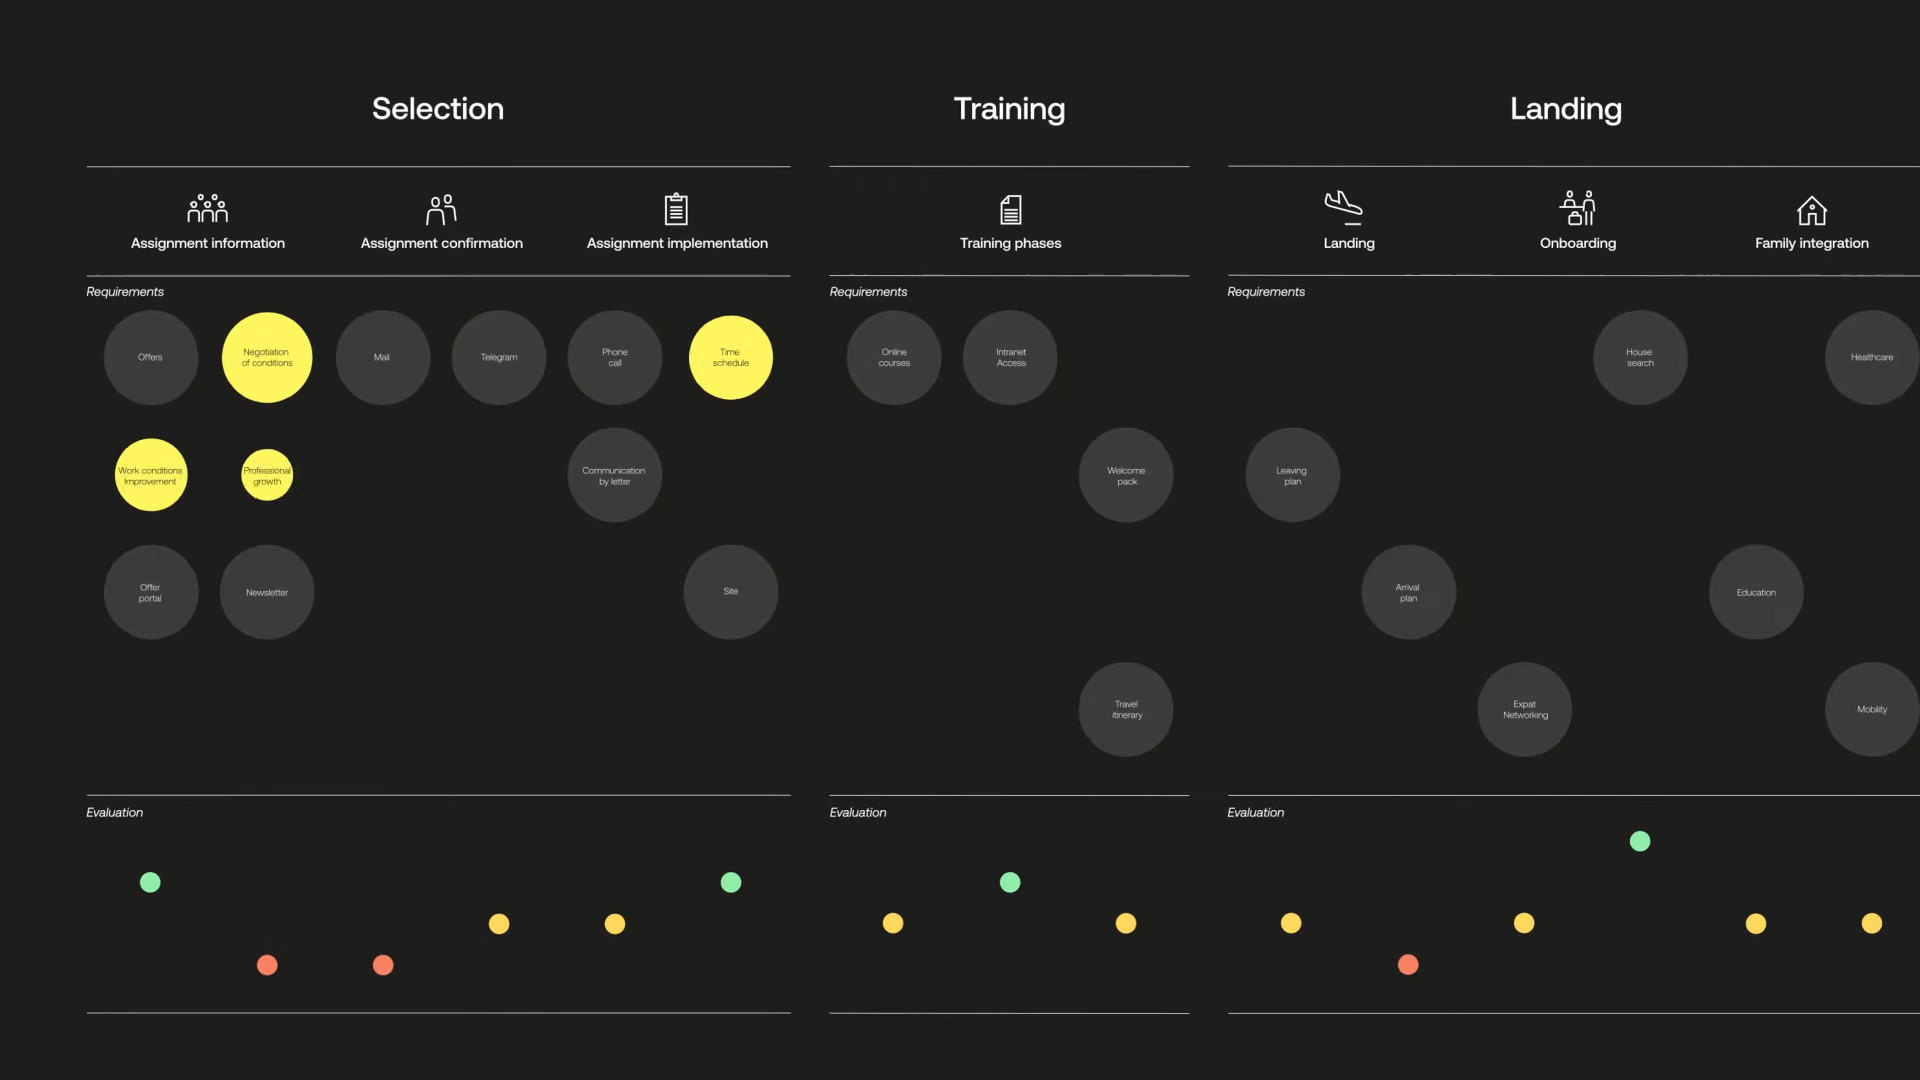 Selection
Training
Landing
Assignment information
Assignment confirmation
Assignment implementation
Training phases
Landing
Onboarding
Family integration
Requirements
Requirements
Requirements
Offers
Negotiation
of conditions
Mail
Telegram
Phone
call
Time
schedule
Online
courses
Intranet
Access
House
search
Healthcare
Work conditions
Improvement
Professional
growth
Communication
by letter
Welcome
pack
Leaving
plan
Offer
portal
Newsletter
Site
Arrival
plan
Education
Travel
itinerary
Expat
Networking
Mobility
Evaluation
Evaluation
Evaluation